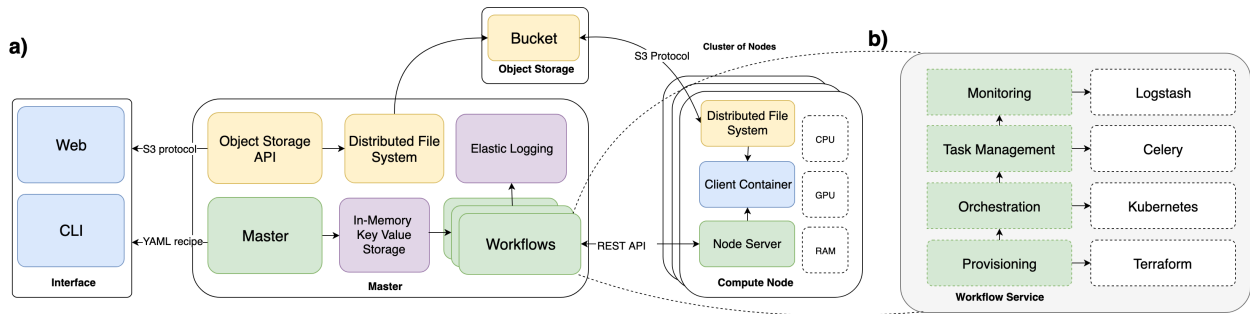 a)
Web
CLI
Interface
S3 protocol
YAML recipe
Object Storage
API
Distributed File
System
Elastic Logging
Master
In-Memory
Key Value
Storage
Workflows
Master
Bucket
Object Storage
S3 Protocol
REST API
Cluster of Nodes
Distributed File
System
Client Container
Node Server
CPU
GPU
RAM
Compute Node
b)
Monitoring
Logstash
Task Management
Celery
Orchestration
Kubernetes
Provisioning
Terraform
Workflow Service